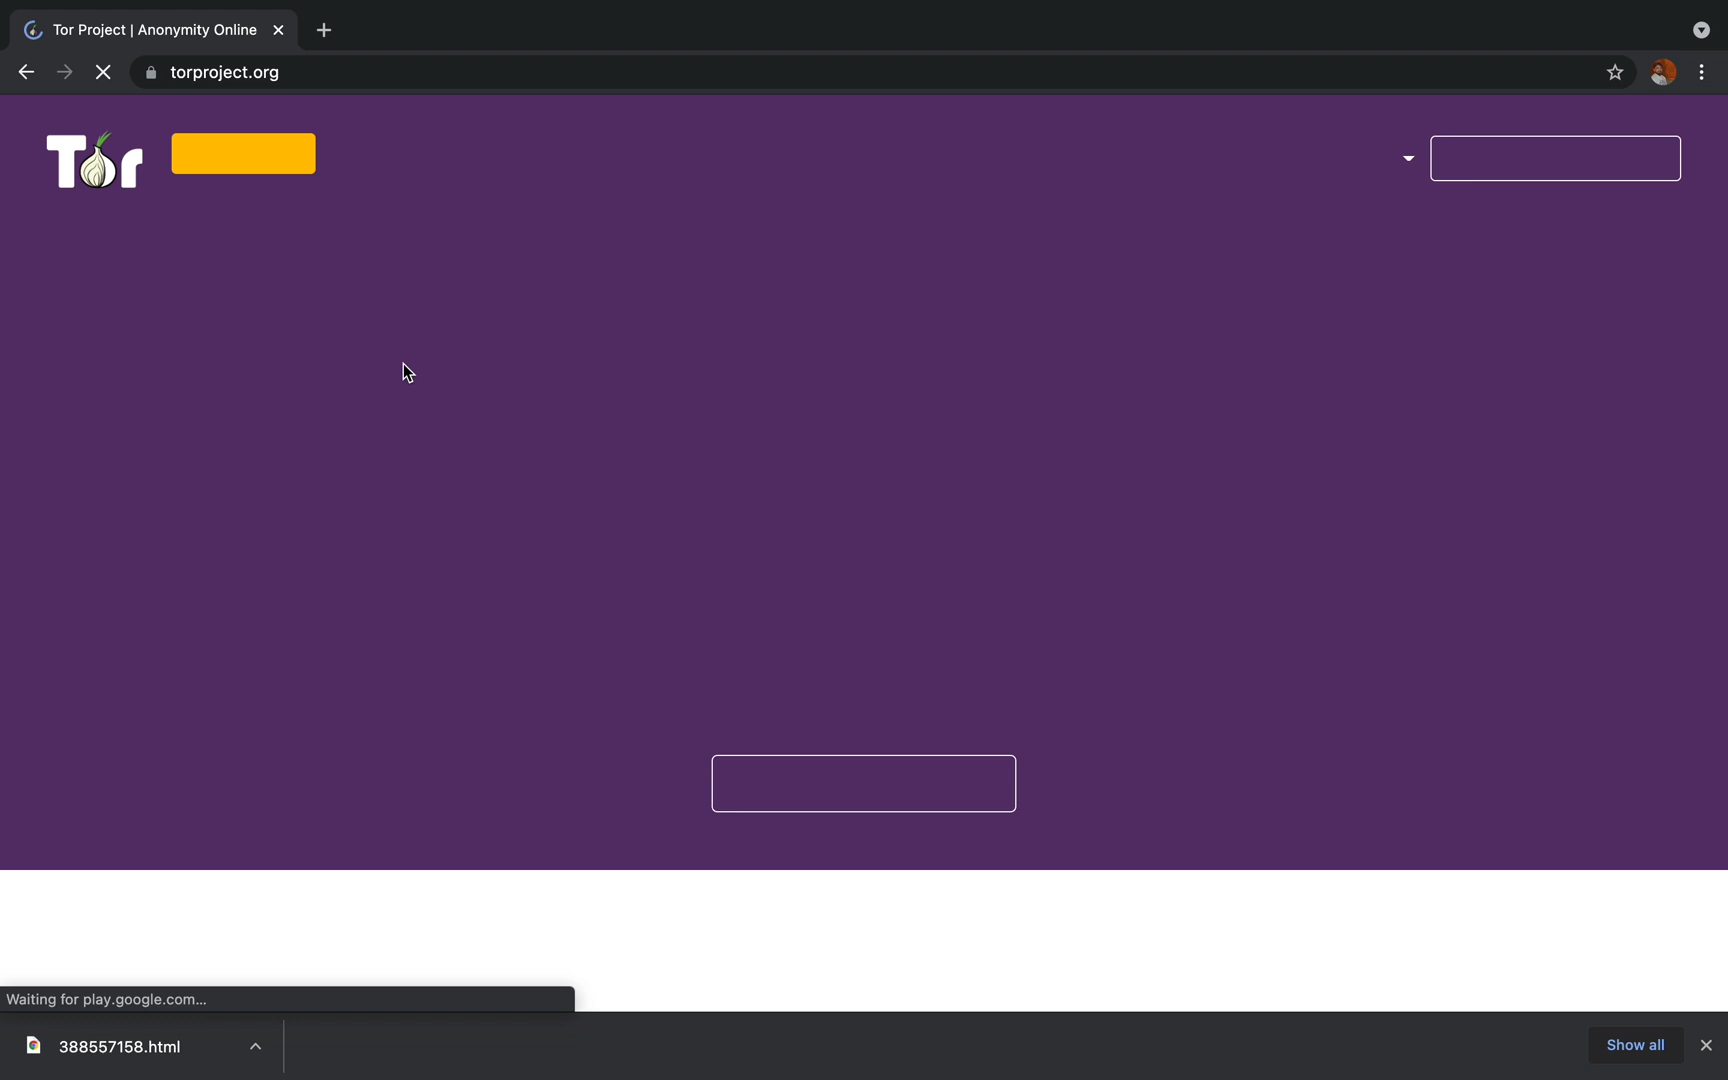 Tor Project | Anonymity Online
torproject.org
Tor
Waiting for play.google.com...
388557158.html
Show all